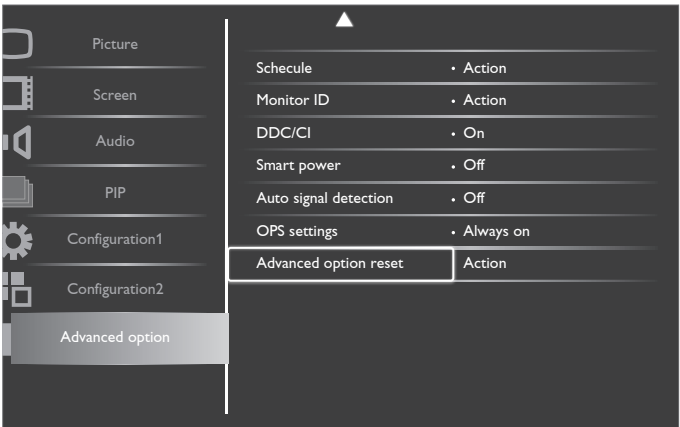 Picture
Screen
Audio
PIP
Configuration1
Configuration2
Advanced option
Schecule • Action
Monitor ID • Action
DDC/CI • On
Smart power • Off
Auto signal detection • Off
OPS settings • Always on
Advanced option reset Action